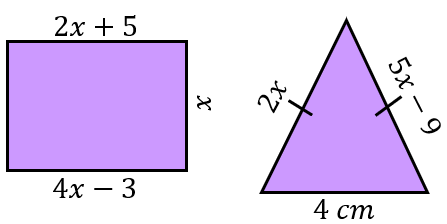 2x + 5
x
4x − 3
2x
5x − 9
4 cm